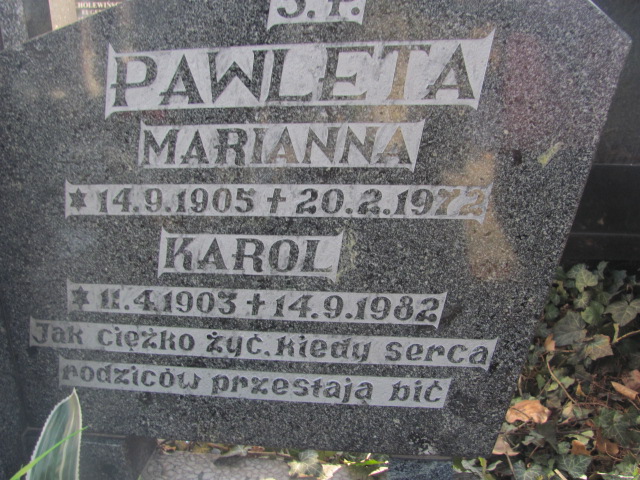 HOLEWIŃS
Ś.P.
PAWLETA
MARIANNA
* 14.9.1905 + 20.2.1972
KAROL
* 11.4.1903 + 14.9.1982
Jak ciężko żyć, kiedy serca
rodziców przestają bić